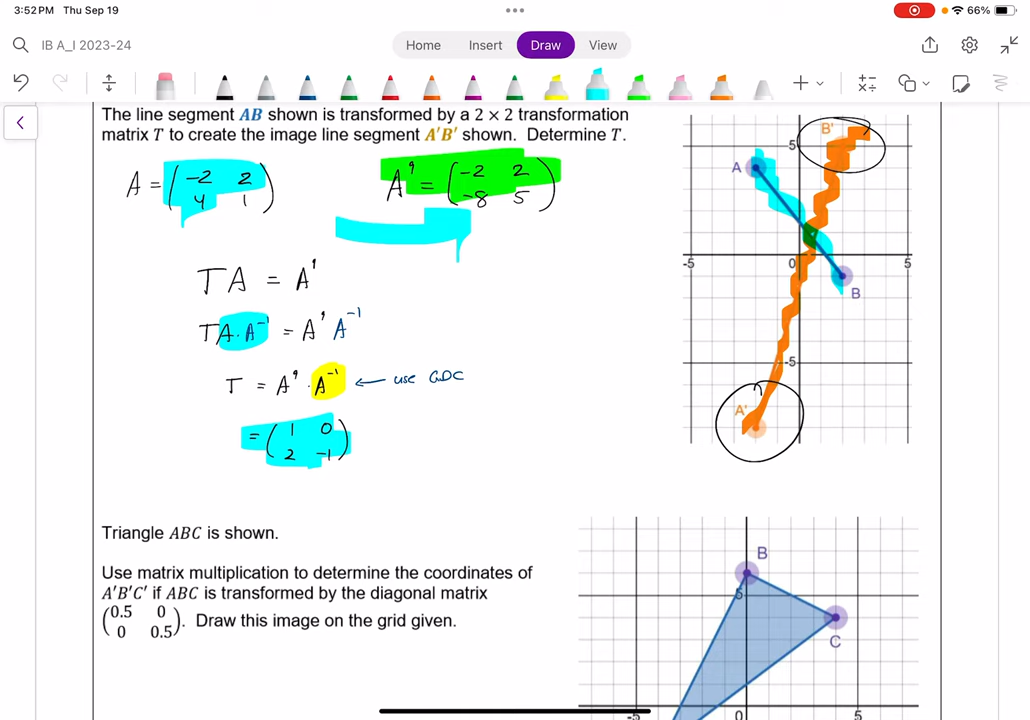 3:52 PM Thu Sep 19
66%
IB A_I 2023-24
Home Insert Draw View
The line segment AB shown is transformed by a 2 × 2 transformation
matrix T to create the image line segment A'B' shown. Determine T.
A = (-2 2
4 1)
A' = (-2 2
-8 5)
TA = A'
TA·A⁻¹ = A' A⁻¹
T = A' · A⁻¹ ← use GDC
= (1 0
2 -1)
B'
5
A
-5 0 5
B
-5
A'
Triangle ABC is shown.
Use matrix multiplication to determine the coordinates of
A'B'C' if ABC is transformed by the diagonal matrix
(0.5 0
0 0.5). Draw this image on the grid given.
B
5
C
-5 0 5